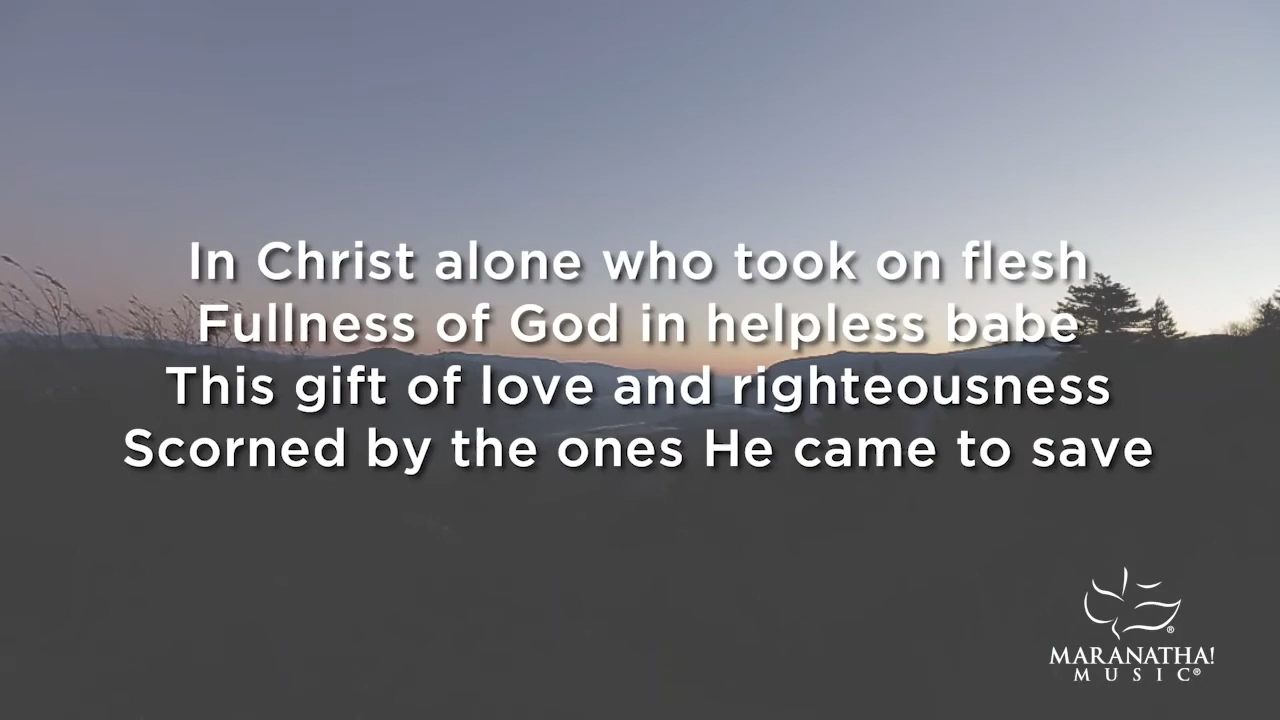 In Christ alone who took on flesh
Fullness of God in helpless babe
This gift of love and righteousness
Scorned by the ones He came to save
MARANATHA!
MUSIC®